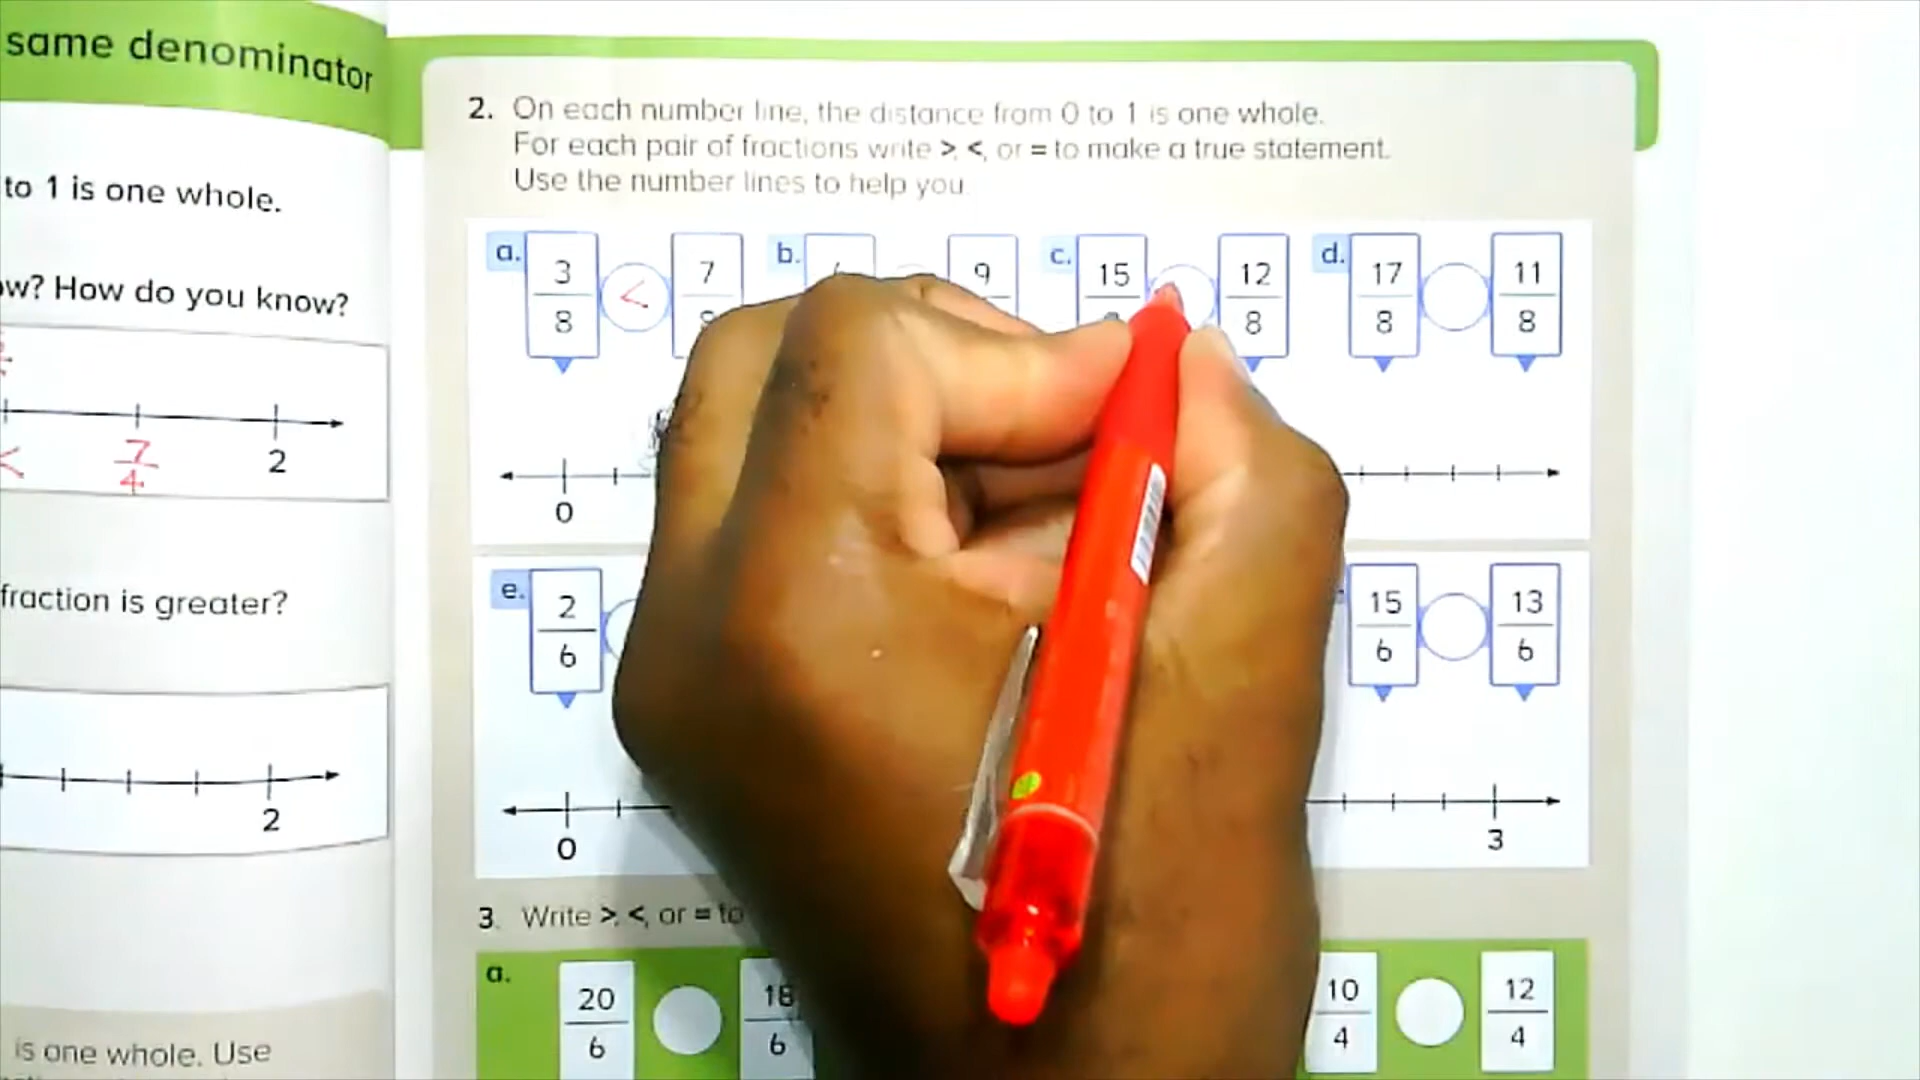 same denominator
to 1 is one whole.
ow? How do you know?
7
4
<
2
fraction is greater?
2
is one whole. Use
2. On each number line, the distance from 0 to 1 is one whole.
For each pair of fractions write >, <, or = to make a true statement.
Use the number lines to help you.
a. 3/8 < 7
b. 9
c. 15 12/8
d. 17/8 11/8
0
e. 2/6
15/6 13/6
0 3
3. Write >, <, or = to
a. 20/6 18/6
10/4 12/4